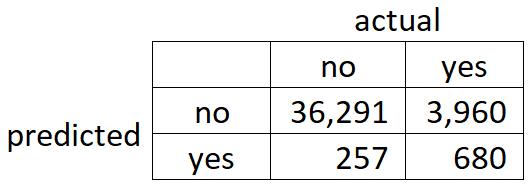 actual
no yes
no 36,291 3,960
predicted
yes 257 680